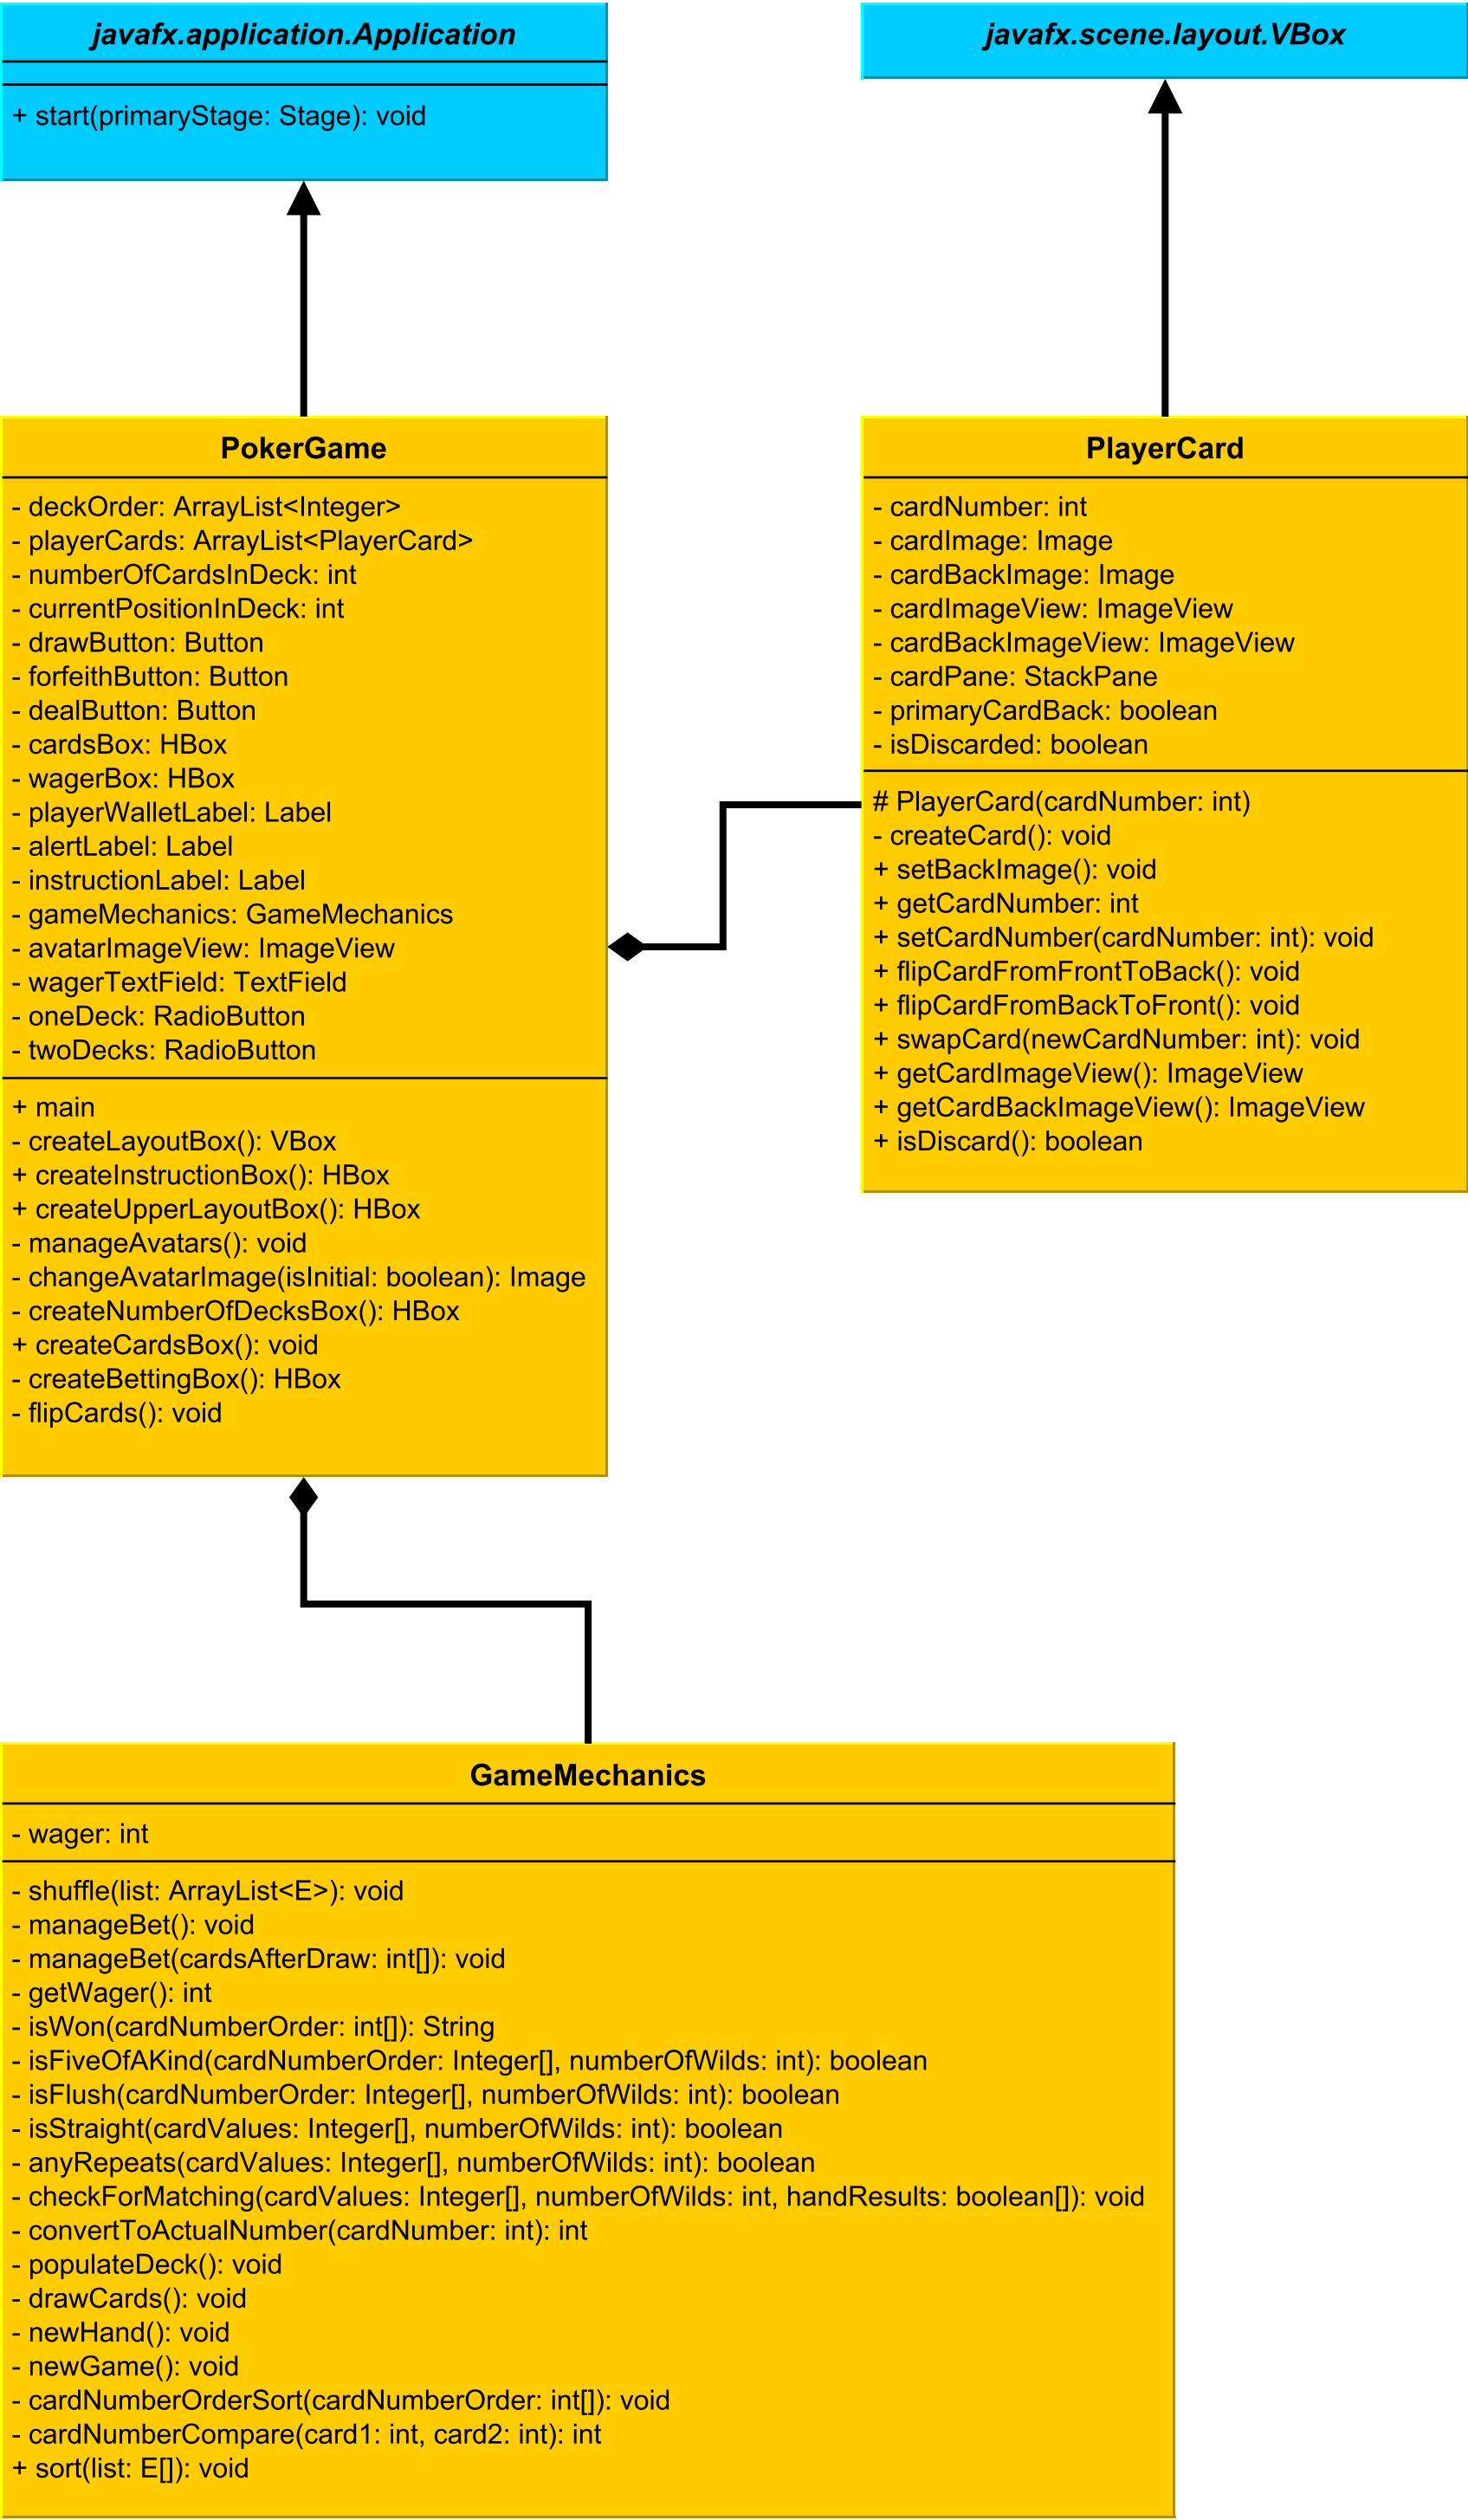 javafx.application.Application
+ start(primaryStage: Stage): void
javafx.scene.layout.VBox
PokerGame
- deckOrder: ArrayList<Integer>
- playerCards: ArrayList<PlayerCard>
- numberOfCardsInDeck: int
- currentPositionInDeck: int
- drawButton: Button
- forfeithButton: Button
- dealButton: Button
- cardsBox: HBox
- wagerBox: HBox
- playerWalletLabel: Label
- alertLabel: Label
- instructionLabel: Label
- gameMechanics: GameMechanics
- avatarImageView: ImageView
- wagerTextField: TextField
- oneDeck: RadioButton
- twoDecks: RadioButton
+ main
- createLayoutBox(): VBox
+ createInstructionBox(): HBox
+ createUpperLayoutBox(): HBox
- manageAvatars(): void
- changeAvatarImage(isInitial: boolean): Image
- createNumberOfDecksBox(): HBox
+ createCardsBox(): void
- createBettingBox(): HBox
- flipCards(): void
PlayerCard
- cardNumber: int
- cardImage: Image
- cardBackImage: Image
- cardImageView: ImageView
- cardBackImageView: ImageView
- cardPane: StackPane
- primaryCardBack: boolean
- isDiscarded: boolean
# PlayerCard(cardNumber: int)
- createCard(): void
+ setBackImage(): void
+ getCardNumber: int
+ setCardNumber(cardNumber: int): void
+ flipCardFromFrontToBack(): void
+ flipCardFromBackToFront(): void
+ swapCard(newCardNumber: int): void
+ getCardImageView(): ImageView
+ getCardBackImageView(): ImageView
+ isDiscard(): boolean
GameMechanics
- wager: int
- shuffle(list: ArrayList<E>): void
- manageBet(): void
- manageBet(cardsAfterDraw: int[]): void
- getWager(): int
- isWon(cardNumberOrder: int[]): String
- isFiveOfAKind(cardNumberOrder: Integer[], numberOfWilds: int): boolean
- isFlush(cardNumberOrder: Integer[], numberOfWilds: int): boolean
- isStraight(cardValues: Integer[], numberOfWilds: int): boolean
- anyRepeats(cardValues: Integer[], numberOfWilds: int): boolean
- checkForMatching(cardValues: Integer[], numberOfWilds: int, handResults: boolean[]): void
- convertToActualNumber(cardNumber: int): int
- populateDeck(): void
- drawCards(): void
- newHand(): void
- newGame(): void
- cardNumberOrderSort(cardNumberOrder: int[]): void
- cardNumberCompare(card1: int, card2: int): int
+ sort(list: E[]): void